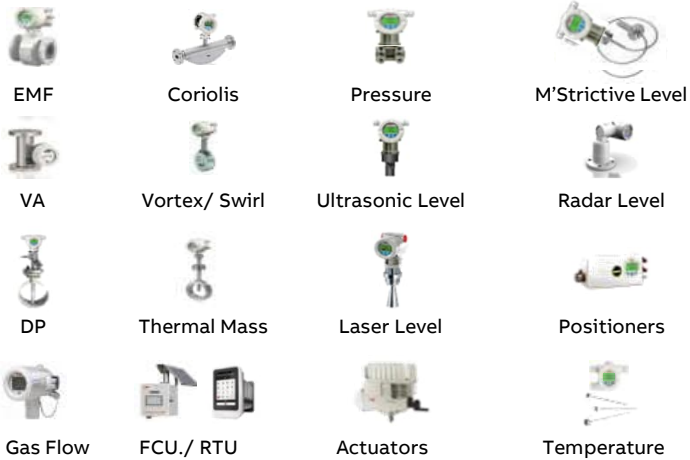 EMF Coriolis Pressure M'Strictive Level
VA Vortex/ Swirl Ultrasonic Level Radar Level
DP Thermal Mass Laser Level Positioners
Gas Flow FCU./ RTU Actuators Temperature